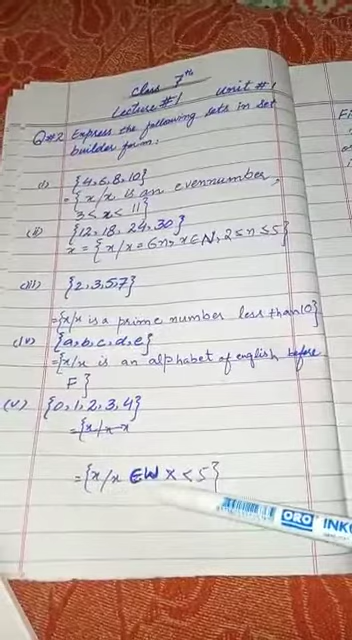 Class 7th
Lecture #1 Unit #1
Q#2 Express the following sets in set
builder form:
i) {4,6,8,10}
= {x/x is an even number,
3 < x < 11}
(ii) {12, 18, 24, 30}
x = {x/x = 6n, x ∈ N, 2 ≤ n ≤ 5}
(iii) {2,3,5,7}
= {x/x is a prime number less than 10}
(iv) {a,b,c,d,e}
= {x/x is an alphabet of english before
F}
(v) {0, 1, 2, 3, 4}
= {x/x x
= {x/x ∈ W x < 5}
ORO INK